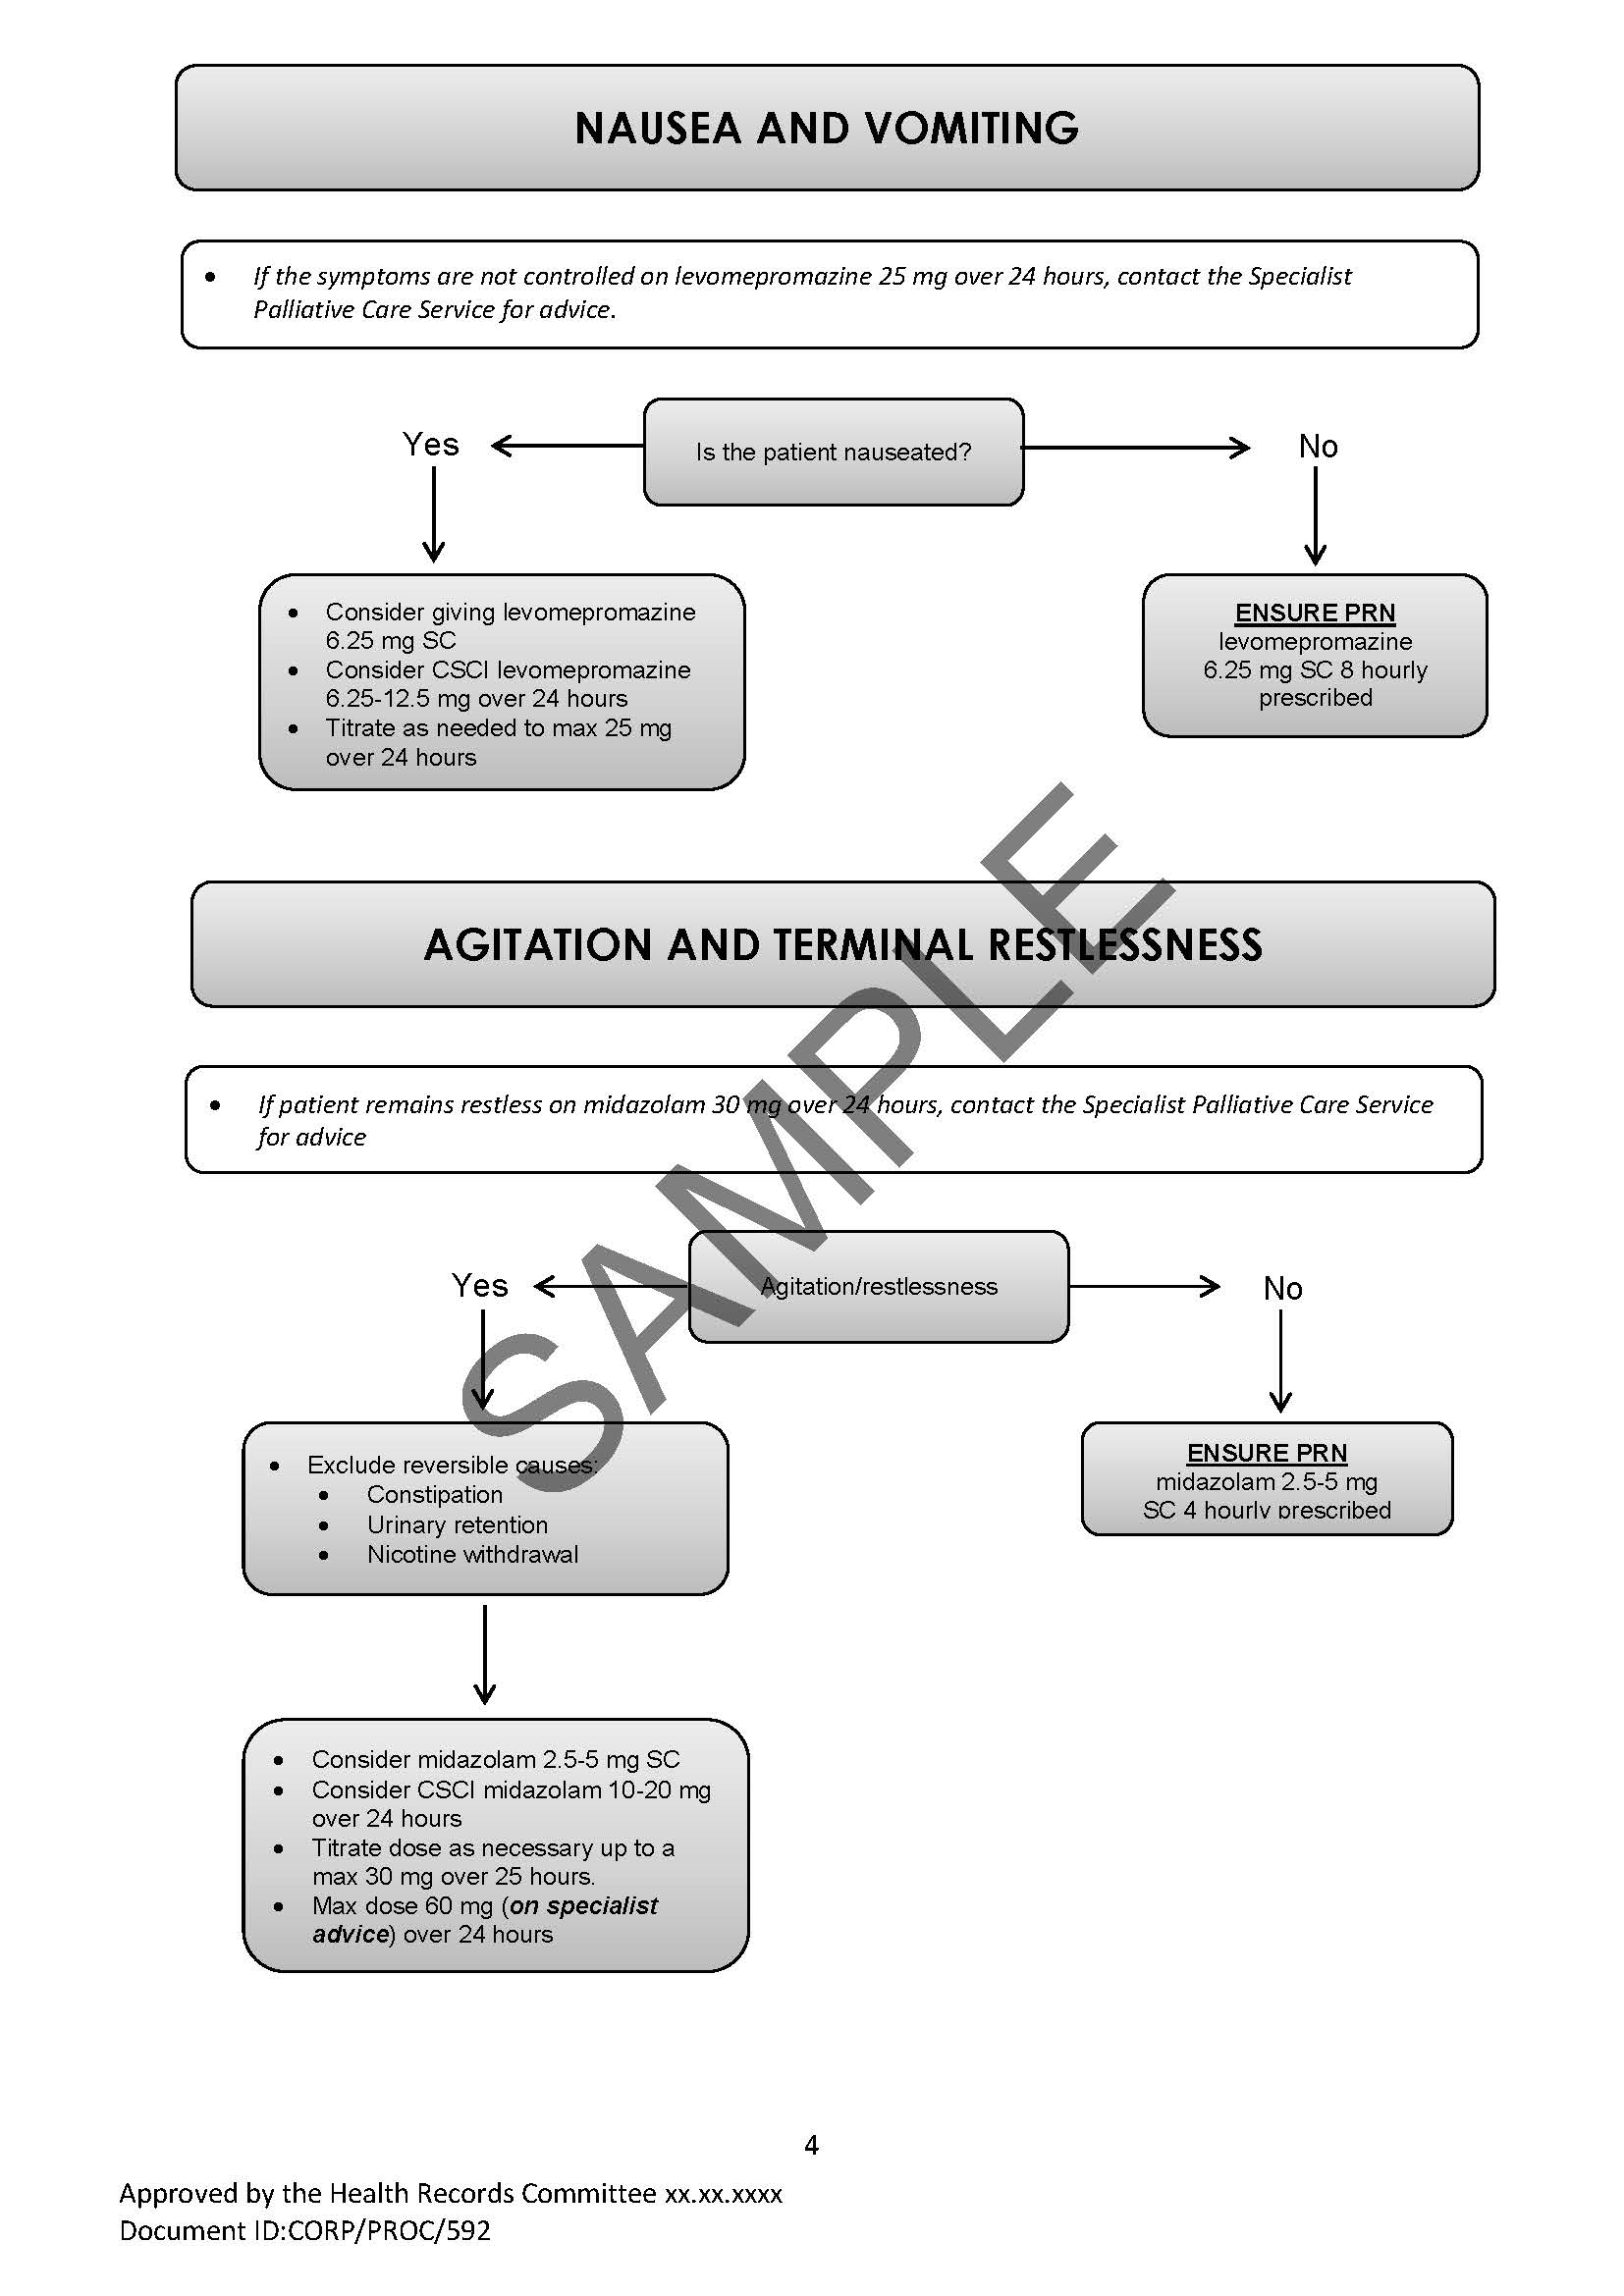 NAUSEA AND VOMITING
• If the symptoms are not controlled on levomepromazine 25 mg over 24 hours, contact the Specialist
Palliative Care Service for advice.
Is the patient nauseated?
Yes
No
• Consider giving levomepromazine
6.25 mg SC
• Consider CSCI levomepromazine
6.25-12.5 mg over 24 hours
• Titrate as needed to max 25 mg
over 24 hours
ENSURE PRN
levomepromazine
6.25 mg SC 8 hourly
prescribed
SAMPLE
AGITATION AND TERMINAL RESTLESSNESS
• If patient remains restless on midazolam 30 mg over 24 hours, contact the Specialist Palliative Care Service
for advice
Agitation/restlessness
Yes
No
• Exclude reversible causes:
• Constipation
• Urinary retention
• Nicotine withdrawal
ENSURE PRN
midazolam 2.5-5 mg
SC 4 hourly prescribed
• Consider midazolam 2.5-5 mg SC
• Consider CSCI midazolam 10-20 mg
over 24 hours
• Titrate dose as necessary up to a
max 30 mg over 25 hours.
• Max dose 60 mg (on specialist
advice) over 24 hours
4
Approved by the Health Records Committee xx.xx.xxxx
Document ID:CORP/PROC/592